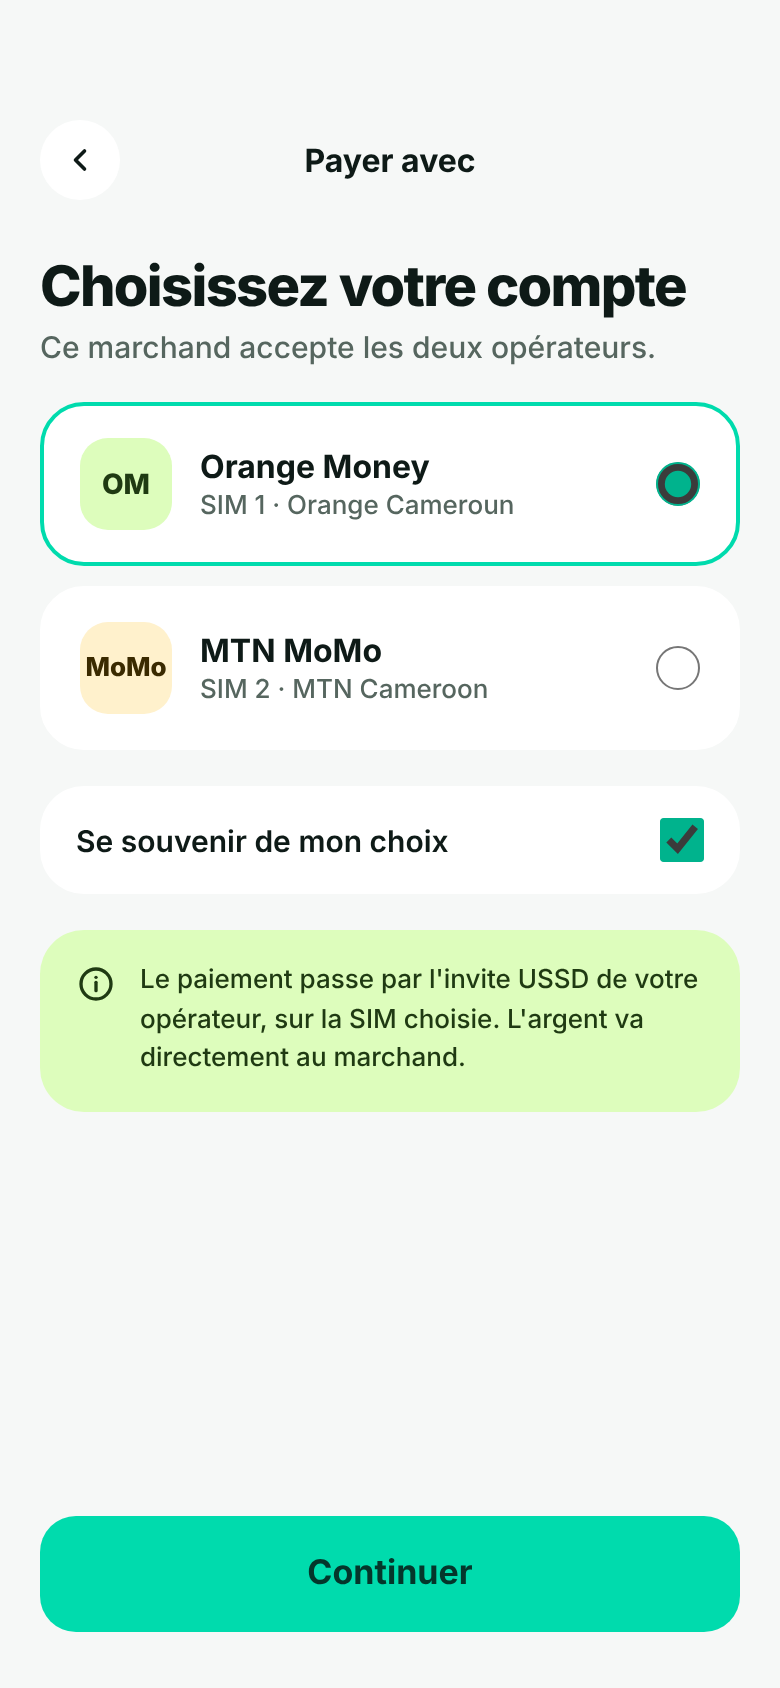 Payer avec
Choisissez votre compte
Ce marchand accepte les deux opérateurs.
OM
Orange Money
SIM 1 · Orange Cameroun
MoMo
MTN MoMo
SIM 2 · MTN Cameroon
Se souvenir de mon choix
Le paiement passe par l'invite USSD de votre
opérateur, sur la SIM choisie. L'argent va
directement au marchand.
Continuer